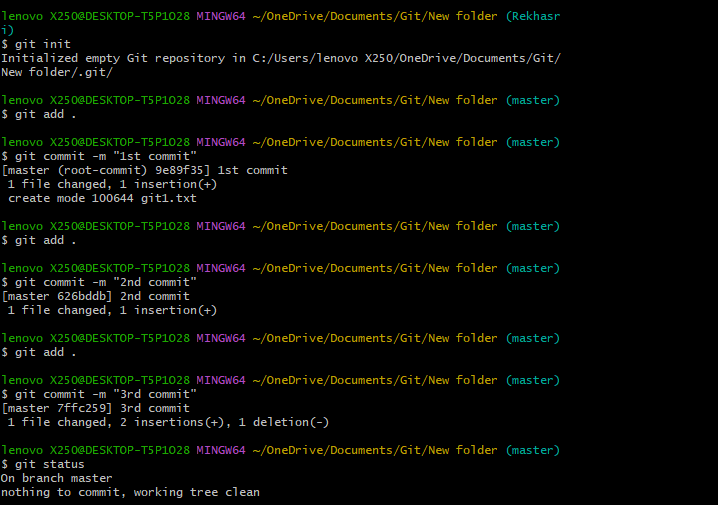 lenovo X250@DESKTOP-T5P1O28 MINGW64 ~/OneDrive/Documents/Git/New folder (Rekhasr
i)
$ git init
Initialized empty Git repository in C:/Users/lenovo X250/OneDrive/Documents/Git/
New folder/.git/
lenovo X250@DESKTOP-T5P1O28 MINGW64 ~/OneDrive/Documents/Git/New folder (master)
$ git add .
lenovo X250@DESKTOP-T5P1O28 MINGW64 ~/OneDrive/Documents/Git/New folder (master)
$ git commit -m "1st commit"
[master (root-commit) 9e89f35] 1st commit
 1 file changed, 1 insertion(+)
 create mode 100644 git1.txt
lenovo X250@DESKTOP-T5P1O28 MINGW64 ~/OneDrive/Documents/Git/New folder (master)
$ git add .
lenovo X250@DESKTOP-T5P1O28 MINGW64 ~/OneDrive/Documents/Git/New folder (master)
$ git commit -m "2nd commit"
[master 626bddb] 2nd commit
 1 file changed, 1 insertion(+)
lenovo X250@DESKTOP-T5P1O28 MINGW64 ~/OneDrive/Documents/Git/New folder (master)
$ git add .
lenovo X250@DESKTOP-T5P1O28 MINGW64 ~/OneDrive/Documents/Git/New folder (master)
$ git commit -m "3rd commit"
[master 7ffc259] 3rd commit
 1 file changed, 2 insertions(+), 1 deletion(-)
lenovo X250@DESKTOP-T5P1O28 MINGW64 ~/OneDrive/Documents/Git/New folder (master)
$ git status
On branch master
nothing to commit, working tree clean